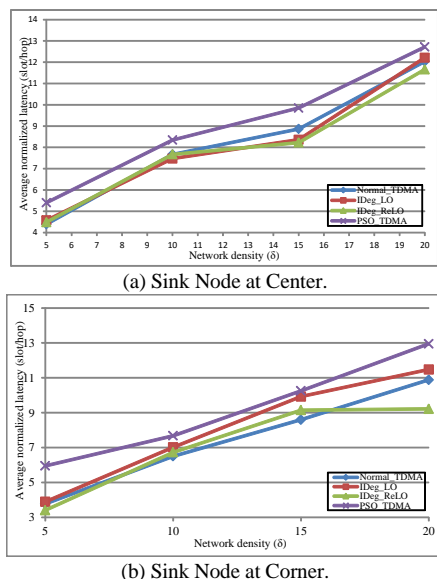 14
13
12
11
10
9
8
7
6
5
4
Average normalized latency (slot/hop)
Normal_TDMA
IDeg_LO
IDeg_ReLO
PSO_TDMA
5 5 6 7 8 9 10 11 12 13 14 15 16 17 18 19 20
Network density (δ)
(a) Sink Node at Center.
15
13
11
9
7
5
3
Average normalized latency (slot/hop)
Normal_TDMA
IDeg_LO
IDeg_ReLO
PSO_TDMA
5 10 15 20
Network density (δ)
(b) Sink Node at Corner.